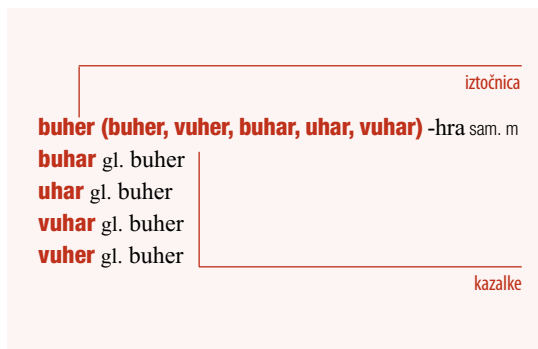 iztočnica
buher (buher, vuher, buhar, uhar, vuhar) -hra sam. m
buhar gl. buher
uhar gl. buher
vuhar gl. buher
vuher gl. buher
kazalke